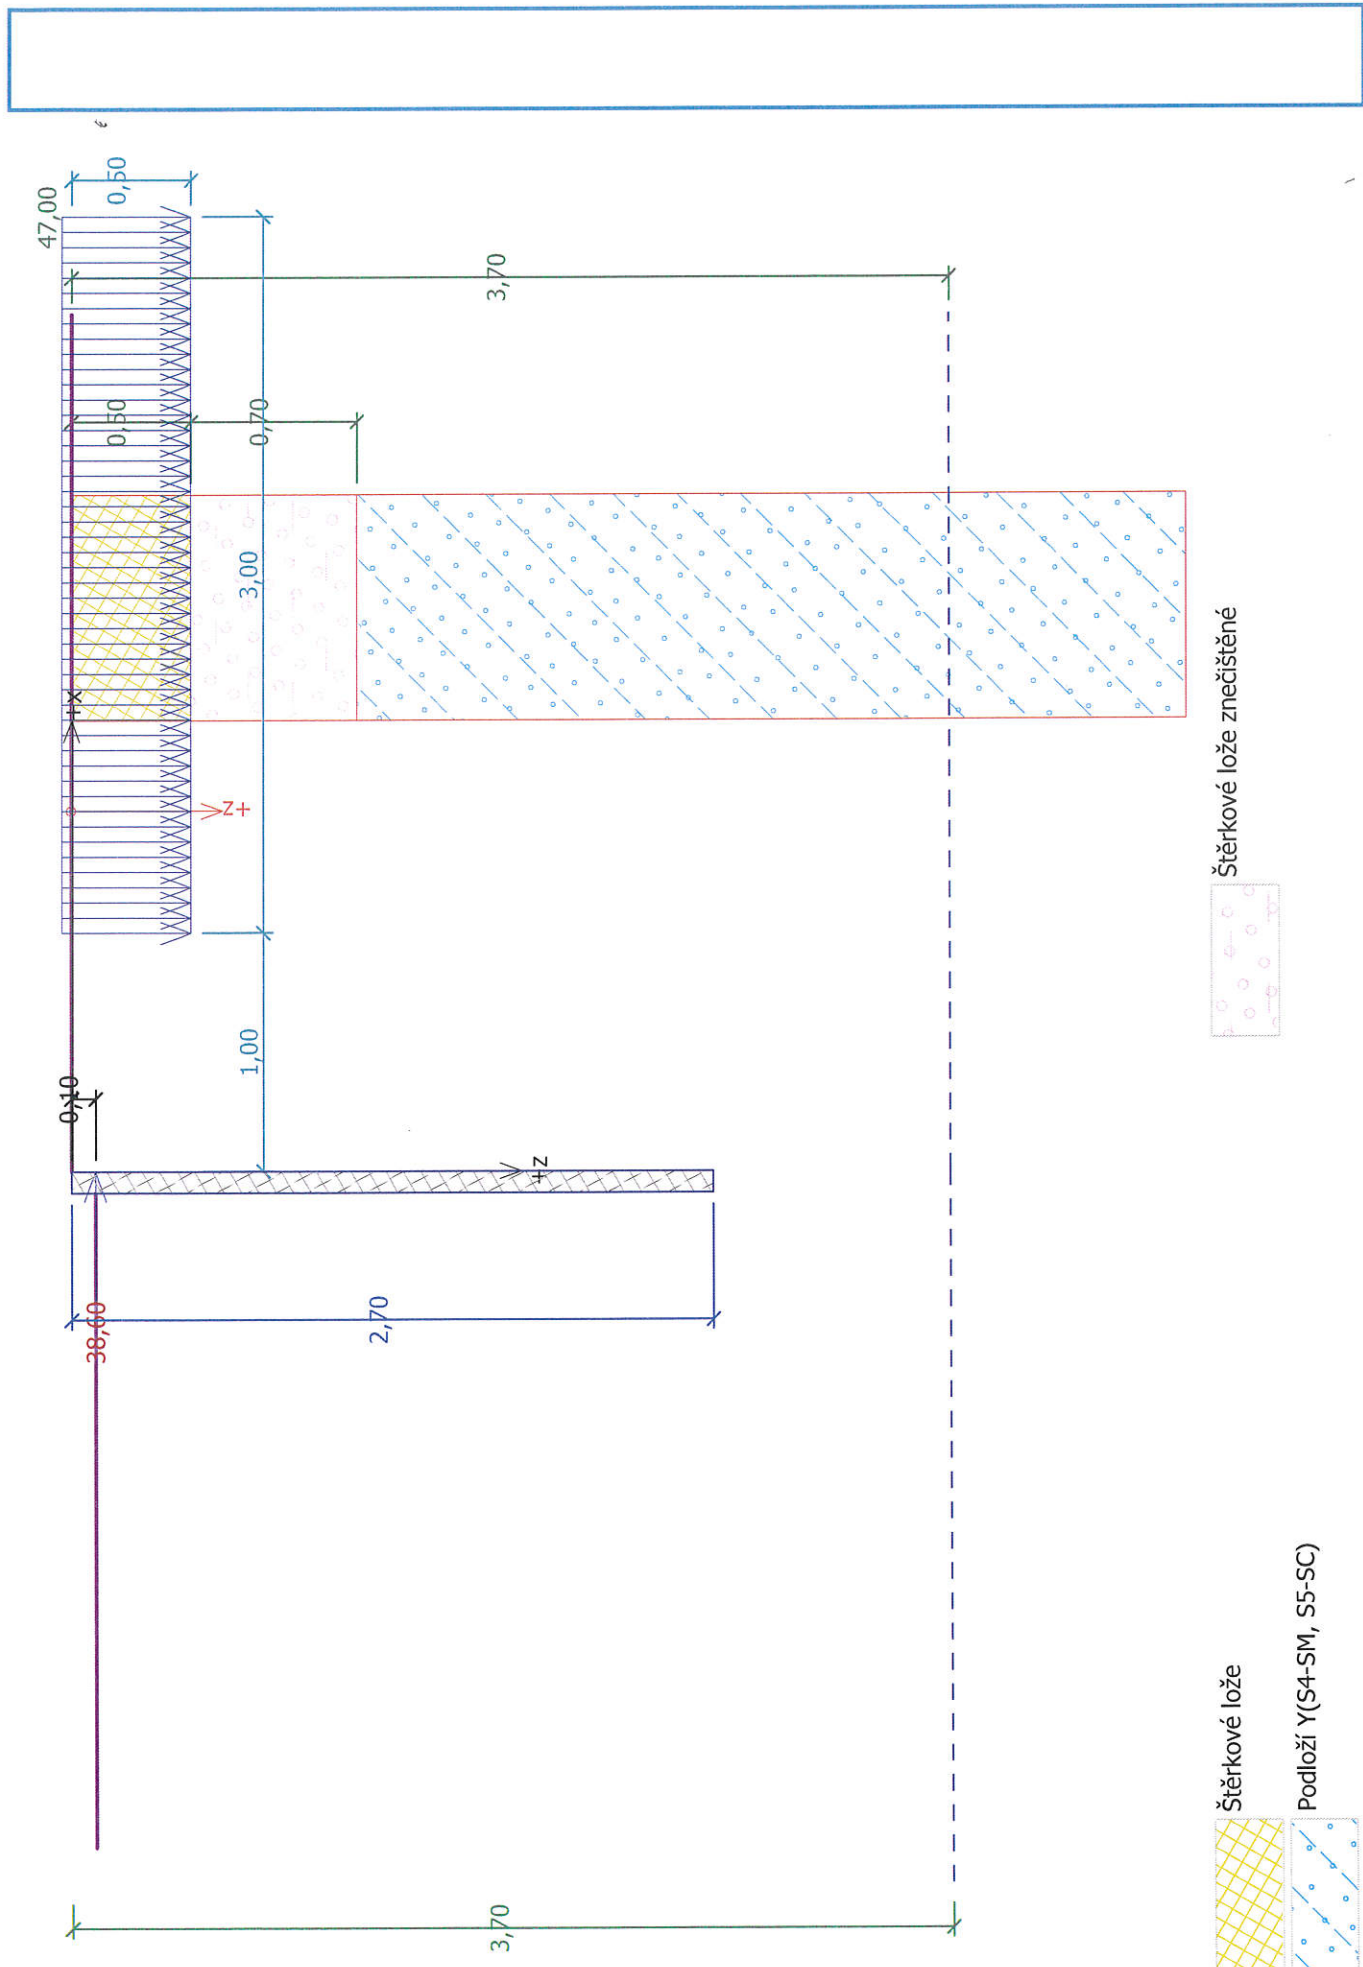 47,00
0,50
3,70
0,50
0,70
3,00
+x
+z
1,00
0,10
+z
38,60
2,70
3,70
Štěrkové lože
Štěrkové lože znečištěné
Podloží Y(S4-SM, S5-SC)